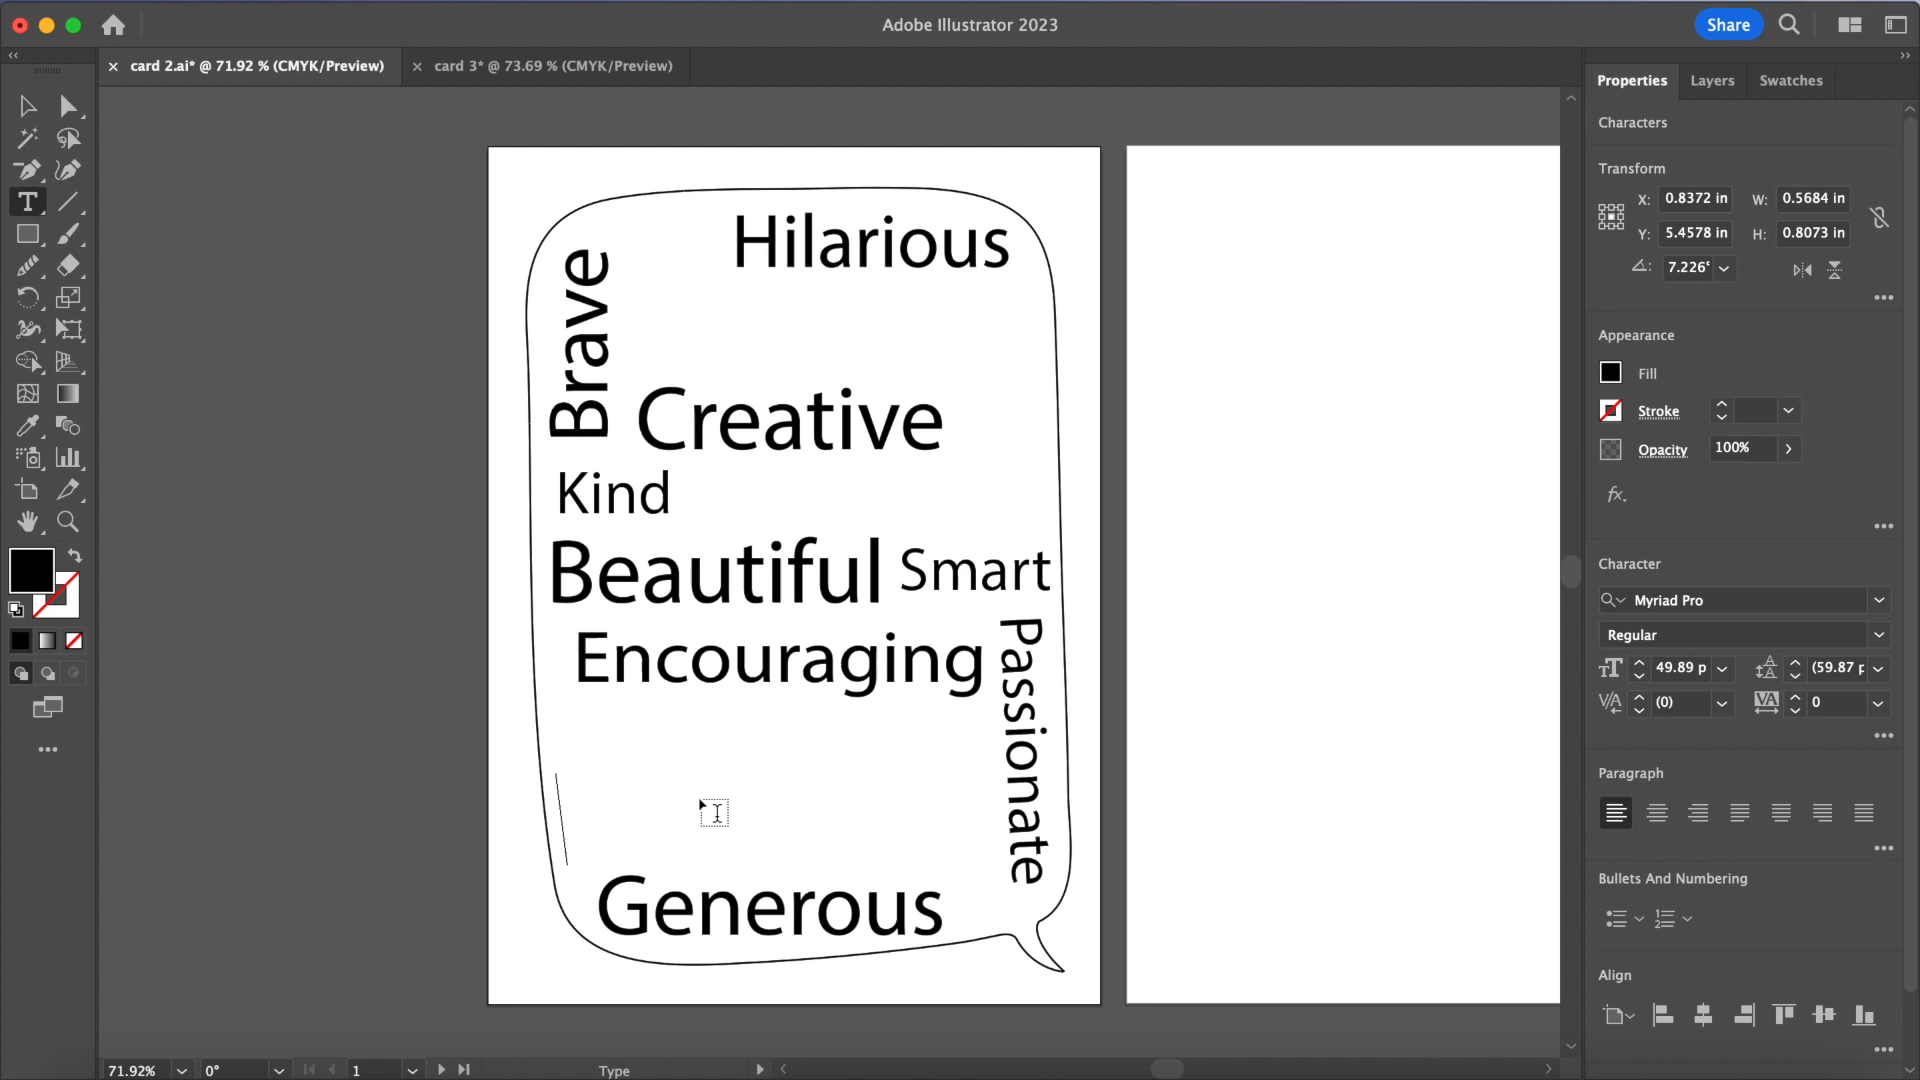 Adobe Illustrator 2023
Share
card 2.ai* @ 71.92 % (CMYK/Preview)
card 3* @ 73.69 % (CMYK/Preview)
Properties
Layers
Swatches
Characters
Transform
X: 0.8372 in
W: 0.5684 in
Y: 5.4578 in
H: 0.8073 in
7.226°
Appearance
Fill
Stroke
Opacity
100%
fx.
Character
Myriad Pro
Regular
49.89 p
(59.87 p
(0)
0
Paragraph
Bullets And Numbering
Align
Hilarious
Brave
Creative
Kind
Beautiful
Smart
Encouraging
Passionate
Generous
71.92%
0°
1
Type